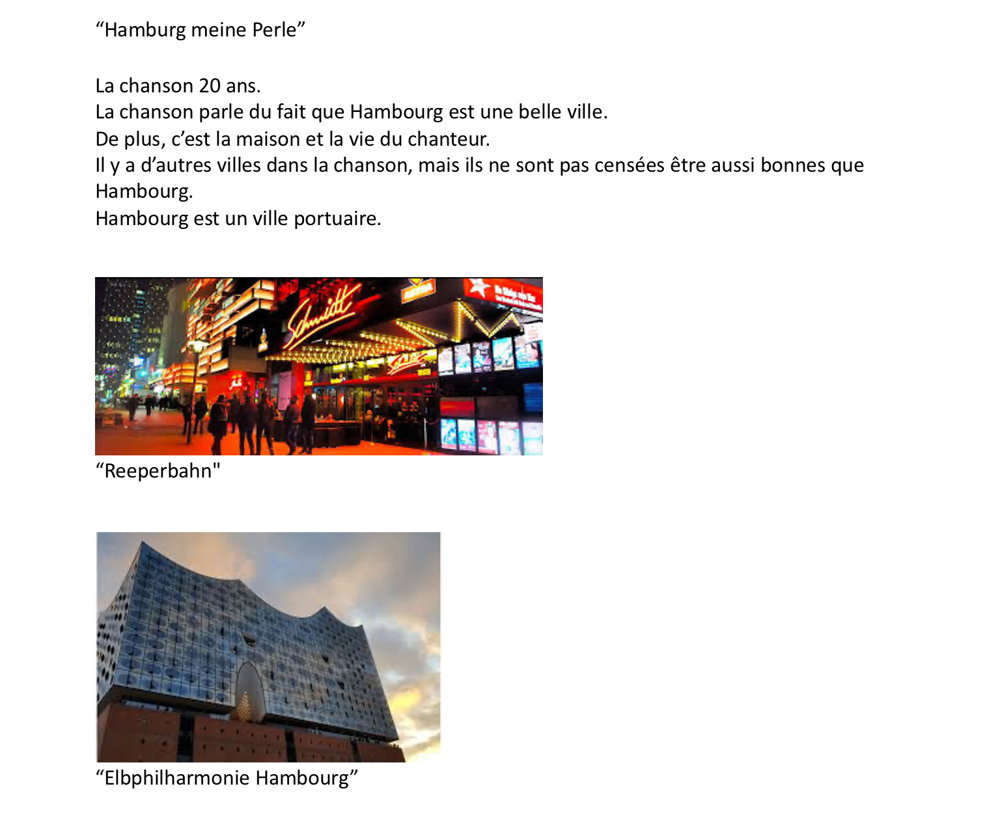 “Hamburg meine Perle”
La chanson 20 ans.
La chanson parle du fait que Hambourg est une belle ville.
De plus, c’est la maison et la vie du chanteur.
Il y a d’autres villes dans la chanson, mais ils ne sont pas censées être aussi bonnes que
Hambourg.
Hambourg est un ville portuaire.
Schmidt
“Reeperbahn"
“Elbphilharmonie Hambourg”